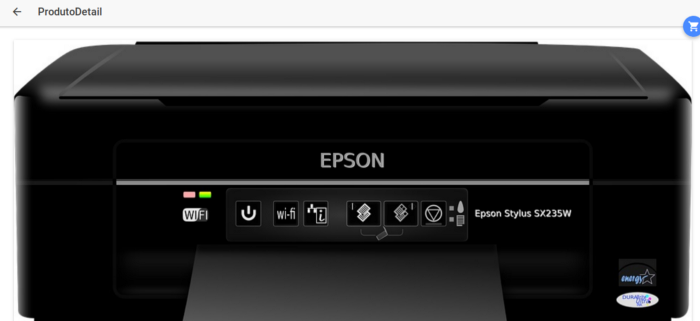 ProdutoDetail
EPSON
WiFi
wi-fi
i
Epson Stylus SX235W
energy